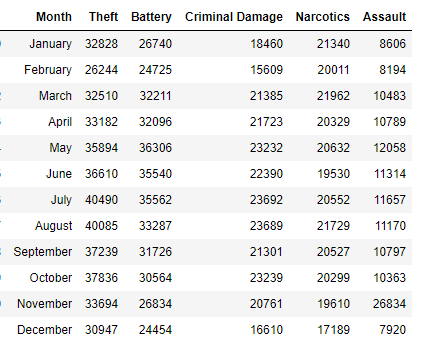 Month Theft Battery Criminal Damage Narcotics Assault
January 32828 26740 18460 21340 8606
February 26244 24725 15609 20011 8194
March 32510 32211 21385 21962 10483
April 33182 32096 21723 20329 10789
May 35894 36306 23232 20632 12058
June 36610 35540 22390 19530 11314
July 40490 35562 23692 20552 11657
August 40085 33287 23689 21729 11170
September 37239 31726 21301 20527 10797
October 37836 30564 23239 20299 10363
November 33694 26834 20761 19610 26834
December 30947 24454 16610 17189 7920